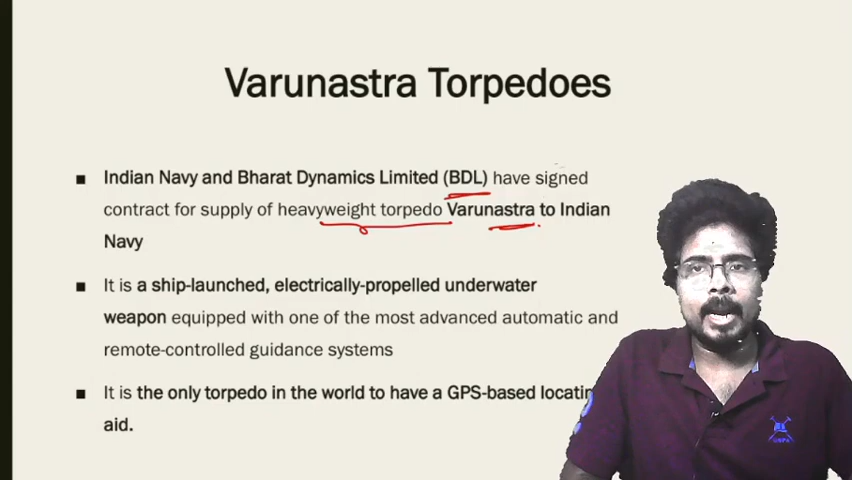 Varunastra Torpedoes
Indian Navy and Bharat Dynamics Limited (BDL) have signed
contract for supply of heavyweight torpedo Varunastra to Indian
Navy
It is a ship-launched, electrically-propelled underwater
weapon equipped with one of the most advanced automatic and
remote-controlled guidance systems
It is the only torpedo in the world to have a GPS-based
aid.